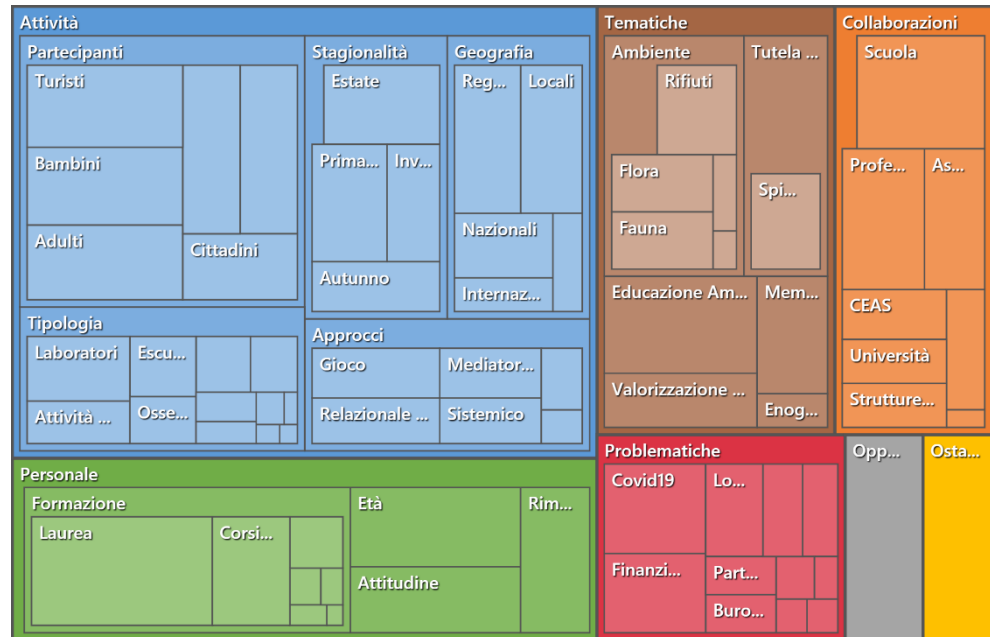 Attività
Partecipanti
Turisti
Bambini
Adulti
Cittadini
Stagionalità
Estate
Prima...
Inv...
Autunno
Geografia
Reg...
Locali
Nazionali
Internaz...
Tipologia
Laboratori
Escu...
Attività ...
Osse...
Approcci
Gioco
Mediator...
Relazionale ...
Sistemico
Personale
Formazione
Laurea
Corsi...
Età
Rim...
Attitudine
Tematiche
Ambiente
Rifiuti
Flora
Fauna
Tutela ...
Spi...
Educazione Am...
Mem...
Valorizzazione ...
Enog...
Collaborazioni
Scuola
Profe...
As...
CEAS
Università
Strutture...
Problematiche
Covid19
Lo...
Finanzi...
Part...
Buro...
Opp...
Osta...